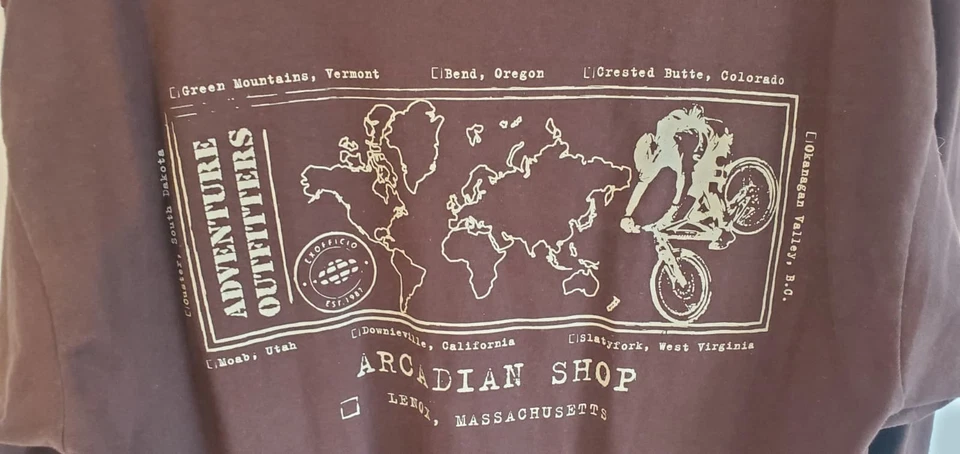 Green Mountains, Vermont
Bend, Oregon
Crested Butte, Colorado
Okanagan Valley, B.C.
Custer, South Dakota
ADVENTURE
OUTFITTERS
EXOFFICIO
EST. 1987
Moab, Utah
Downieville, California
Slatyfork, West Virginia
ARCADIAN SHOP
LENOX, MASSACHUSETTS